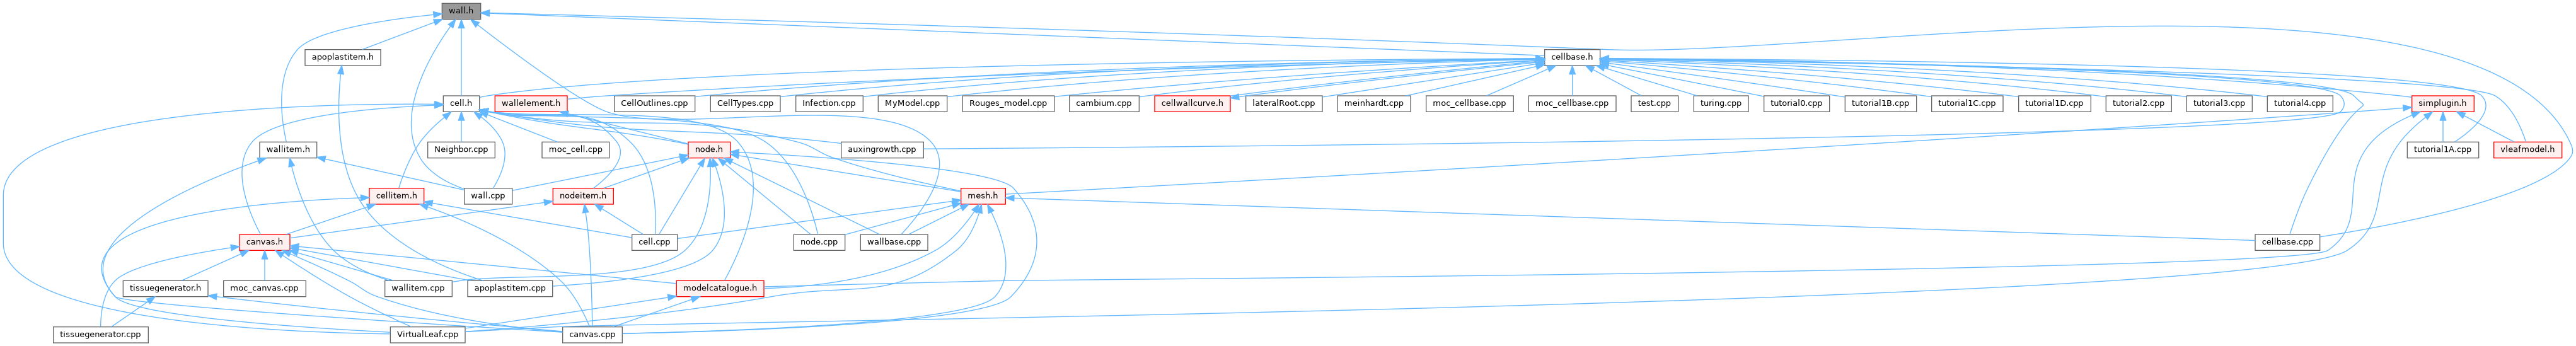 wall.h
apoplastitem.h
cellbase.h
cell.h
wallelement.h
CellOutlines.cpp
CellTypes.cpp
Infection.cpp
MyModel.cpp
Rouges_model.cpp
cambium.cpp
cellwallcurve.h
lateralRoot.cpp
meinhardt.cpp
moc_cellbase.cpp
moc_cellbase.cpp
test.cpp
turing.cpp
tutorial0.cpp
tutorial1B.cpp
tutorial1C.cpp
tutorial1D.cpp
tutorial2.cpp
tutorial3.cpp
tutorial4.cpp
simplugin.h
wallitem.h
Neighbor.cpp
moc_cell.cpp
node.h
auxingrowth.cpp
tutorial1A.cpp
vleafmodel.h
cellitem.h
wall.cpp
nodeitem.h
mesh.h
canvas.h
cell.cpp
node.cpp
wallbase.cpp
cellbase.cpp
tissuegenerator.h
moc_canvas.cpp
wallitem.cpp
apoplastitem.cpp
modelcatalogue.h
tissuegenerator.cpp
VirtualLeaf.cpp
canvas.cpp